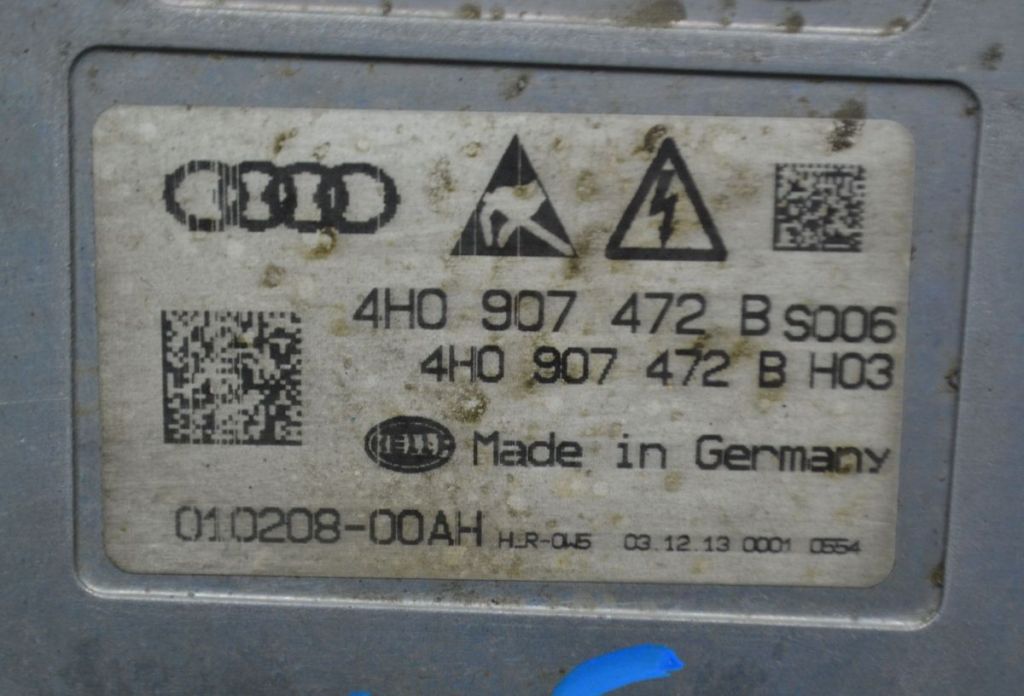 4H0 907 472 B S006
4H0 907 472 B H03
HELLA Made in Germany
010208-00AH HLR-0W5 03.12.13 0001 0554